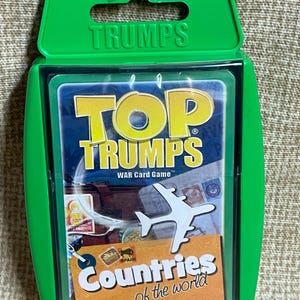 TRUMPS
TOP
TRUMPS®
WAR Card Game
Countries
of the world